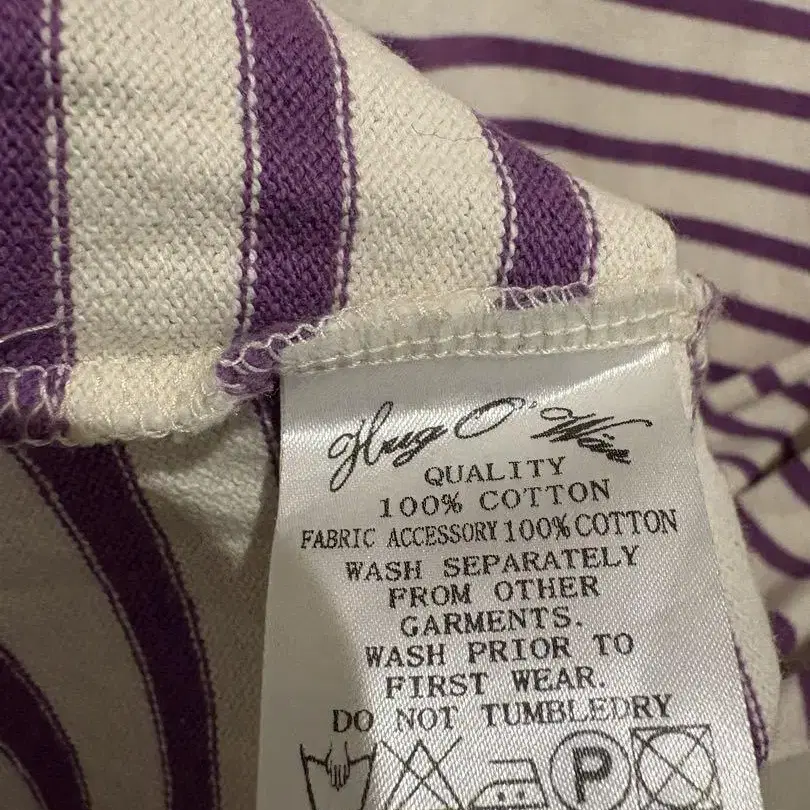 Hug O' War
QUALITY
100% COTTON
FABRIC ACCESSORY 100% COTTON
WASH SEPARATELY
FROM OTHER
GARMENTS.
WASH PRIOR TO
FIRST WEAR.
DO NOT TUMBLEDRY
P